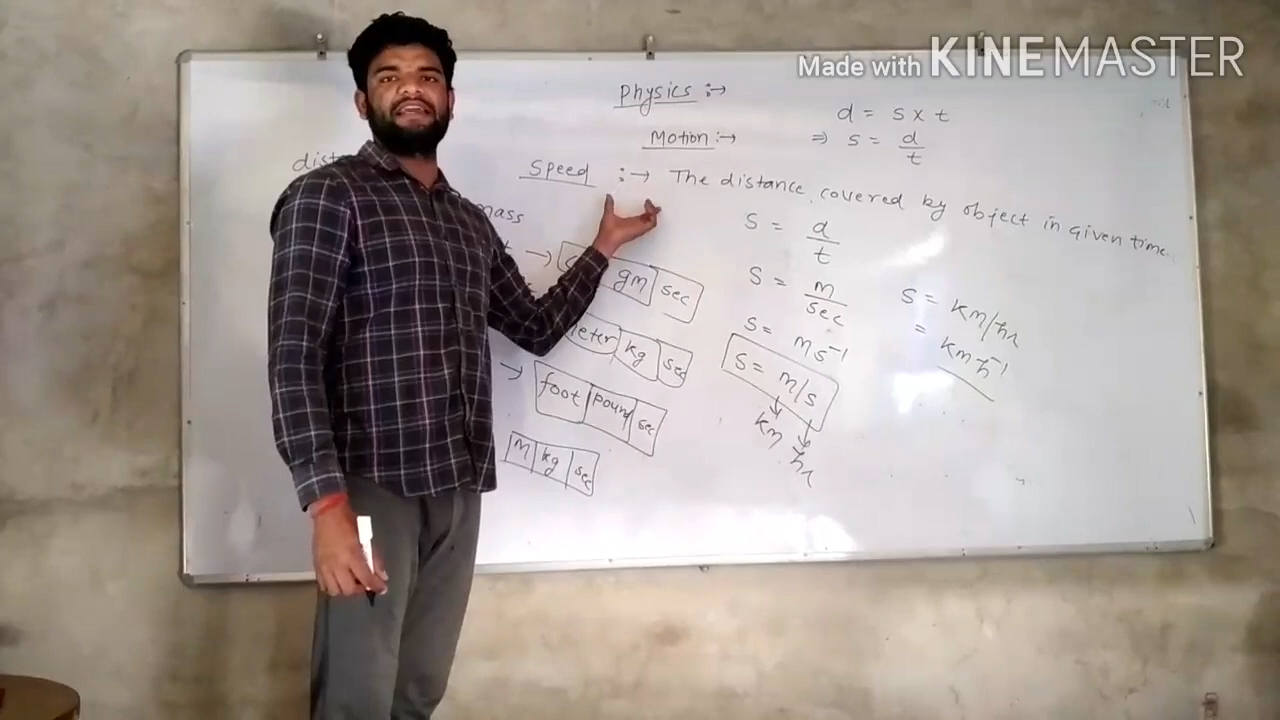 Made with KINEMASTER
Physics :→
d = s x t
Motion :→
⇒ s = d/t
Speed :→ The distance covered by object in given time.
mass
S = d/t
gm sec
S = m/sec
S = km/hr
meter kg sec
S = ms⁻¹
= km h⁻¹
S = m/s
→ foot pound sec
km hr
m kg sec